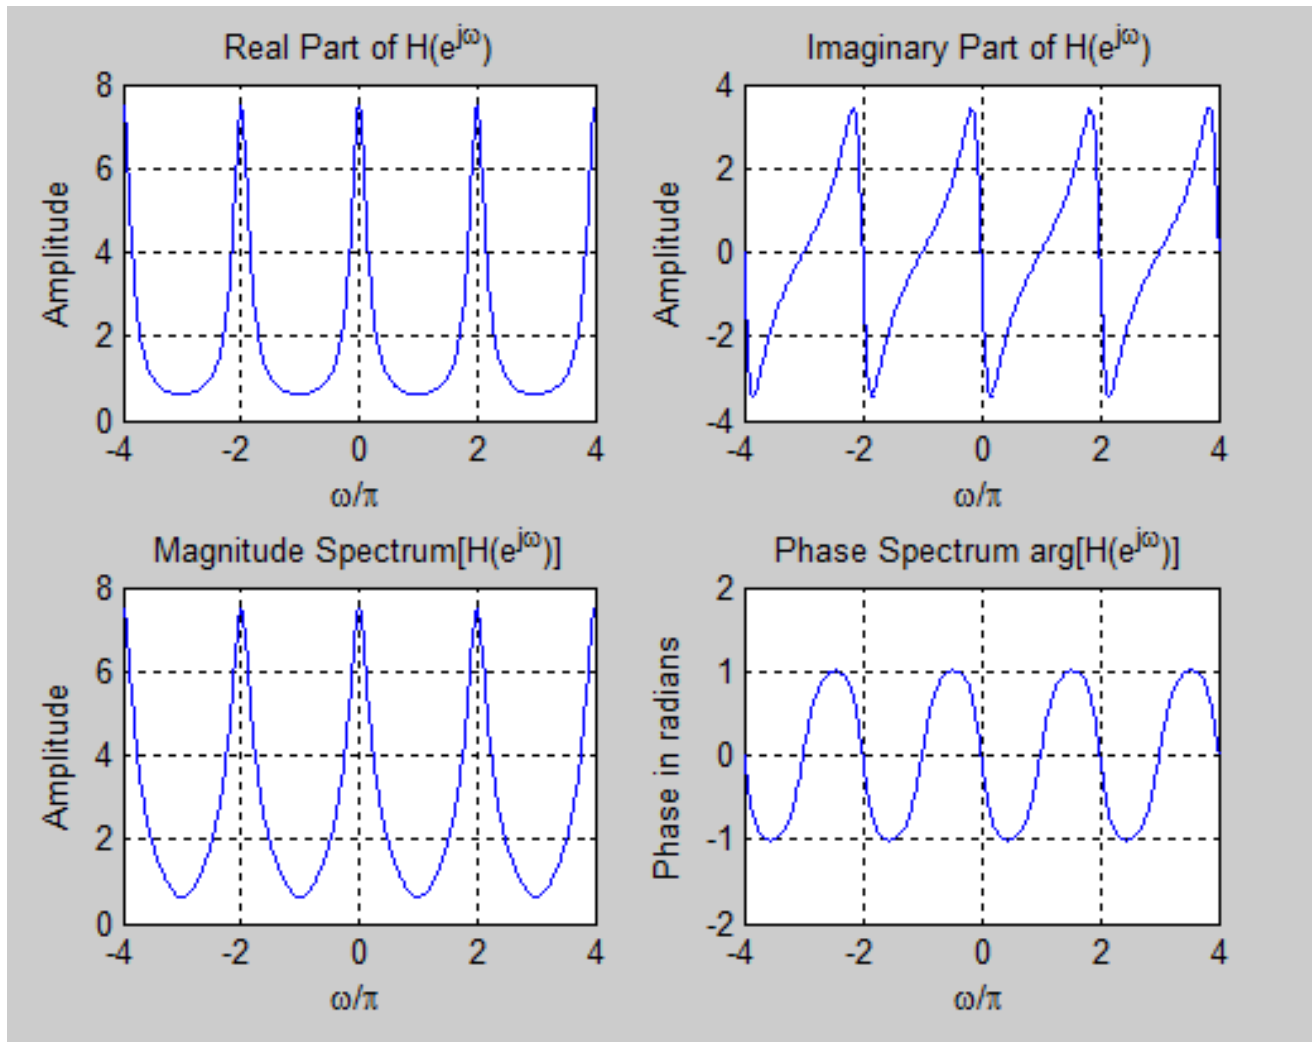 Real Part of H(e^jω)
8
6
4
2
0
Amplitude
-4 -2 0 2 4
ω/π
Imaginary Part of H(e^jω)
4
2
0
-2
-4
Amplitude
-4 -2 0 2 4
ω/π
Magnitude Spectrum[H(e^jω)]
8
6
4
2
0
Amplitude
-4 -2 0 2 4
ω/π
Phase Spectrum arg[H(e^jω)]
2
1
0
-1
-2
Phase in radians
-4 -2 0 2 4
ω/π